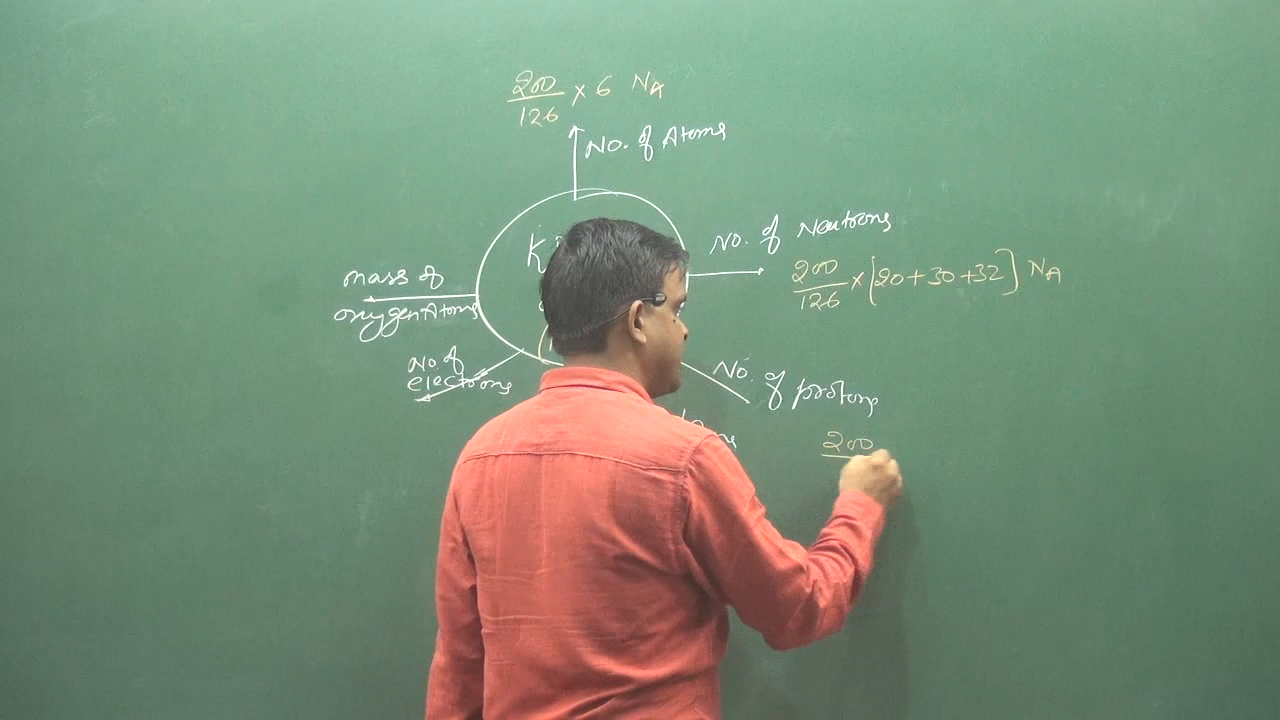 200/126 × 6 NA
No. of Atoms
K
No. of Neutrons
200/126 × [20+30+32] NA
mass of
oxygen Atoms
No. of
electrons
No. of protons
200